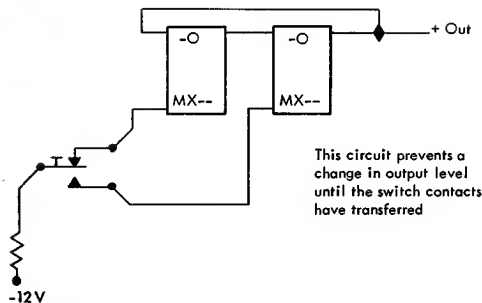 -O
-O
+ Out
MX--
MX--
T
This circuit prevents a
change in output level
until the switch contacts
have transferred
-12V